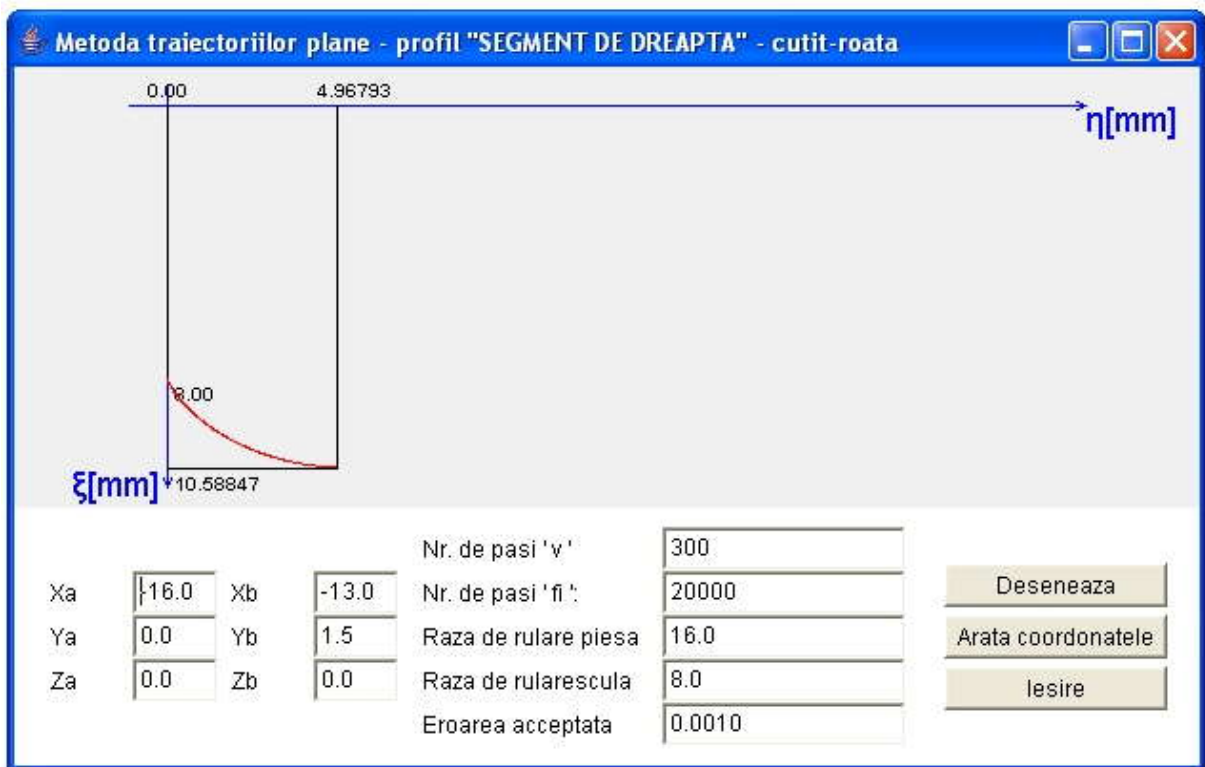 Metoda traiectoriilor plane - profil "SEGMENT DE DREAPTA" - cutit-roata
0.00 4.96793
η[mm]
8.00
ξ[mm] 10.58847
Nr. de pasi ' v ' 300
Xa -16.0 Xb -13.0 Nr. de pasi 'fi ': 20000 Deseneaza
Ya 0.0 Yb 1.5 Raza de rulare piesa 16.0 Arata coordonatele
Za 0.0 Zb 0.0 Raza de rularescula 8.0 Iesire
Eroarea acceptata 0.0010